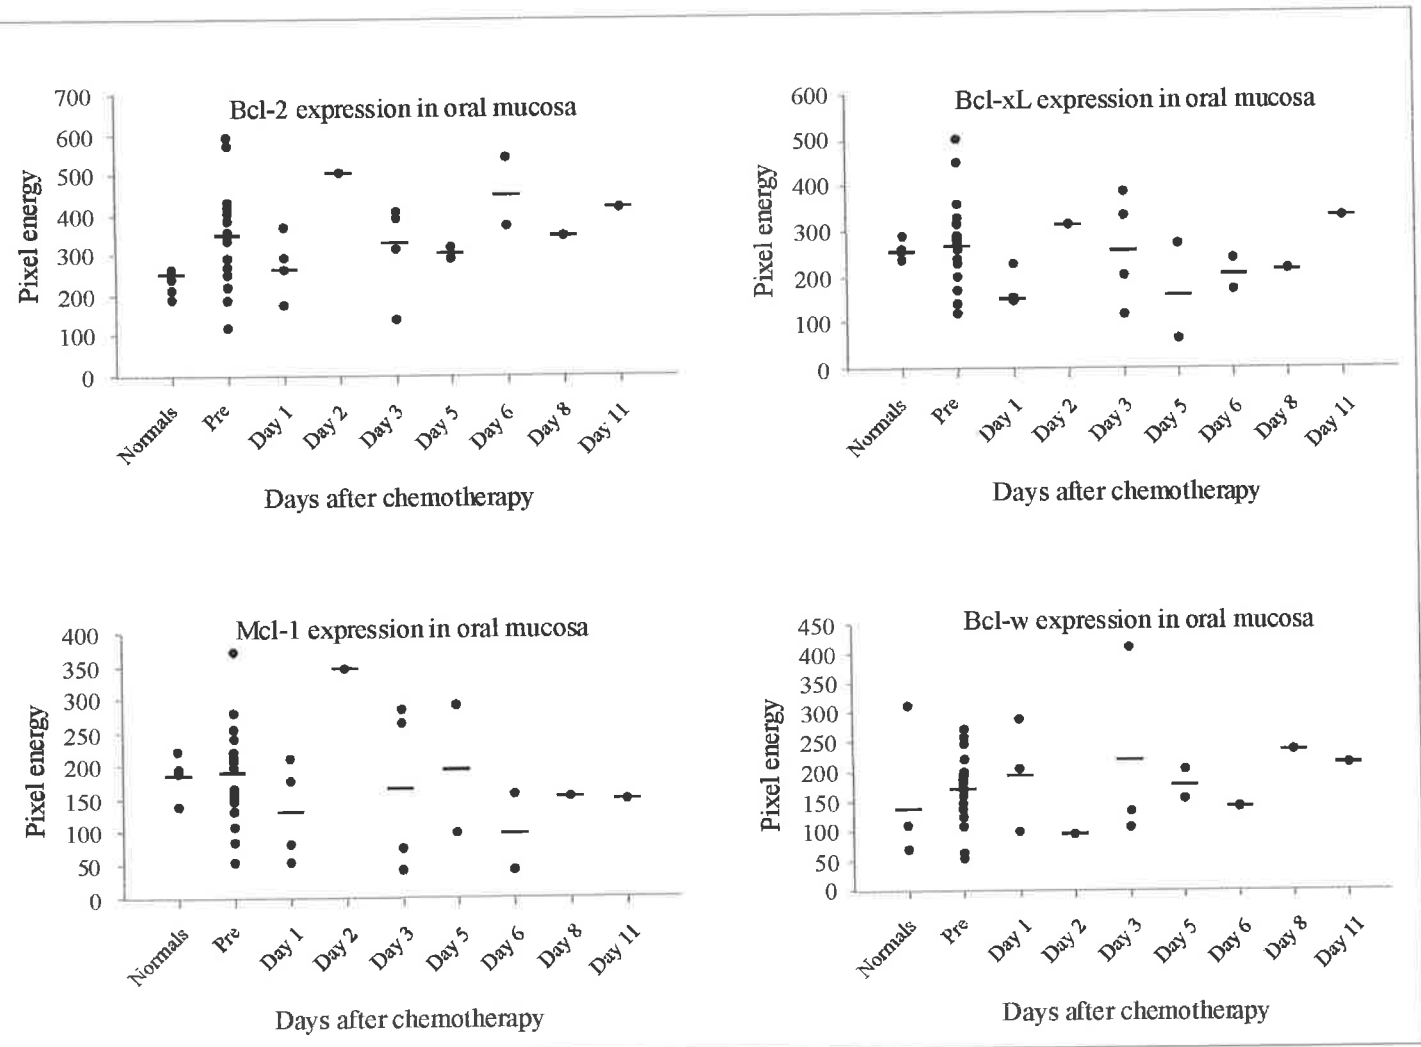 Bcl-2 expression in oral mucosa
Pixel energy
700
600
500
400
300
200
100
0
Normals
Pre
Day 1
Day 2
Day 3
Day 5
Day 6
Day 8
Day 11
Days after chemotherapy
Bcl-xL expression in oral mucosa
Pixel energy
600
500
400
300
200
100
0
Normals
Pre
Day 1
Day 2
Day 3
Day 5
Day 6
Day 8
Day 11
Days after chemotherapy
Mcl-1 expression in oral mucosa
Pixel energy
400
350
300
250
200
150
100
50
0
Normals
Pre
Day 1
Day 2
Day 3
Day 5
Day 6
Day 8
Day 11
Days after chemotherapy
Bcl-w expression in oral mucosa
Pixel energy
450
400
350
300
250
200
150
100
50
0
Normals
Pre
Day 1
Day 2
Day 3
Day 5
Day 6
Day 8
Day 11
Days after chemotherapy